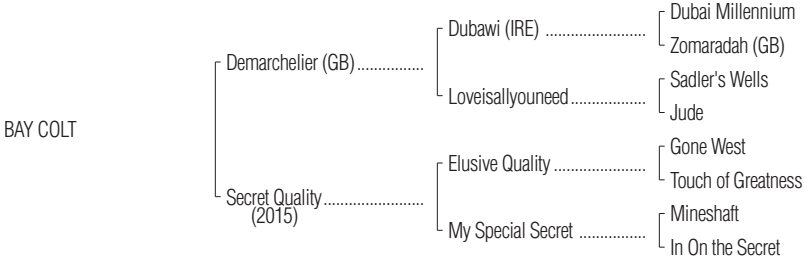 Dubai Millennium
Dubawi (IRE) ........................
Zomaradah (GB)
Demarchelier (GB)................
Sadler's Wells
Loveisallyouneed..................
Jude
BAY COLT
Gone West
Elusive Quality ......................
Touch of Greatness
Secret Quality........................
(2015)
Mineshaft
My Special Secret ................
In On the Secret